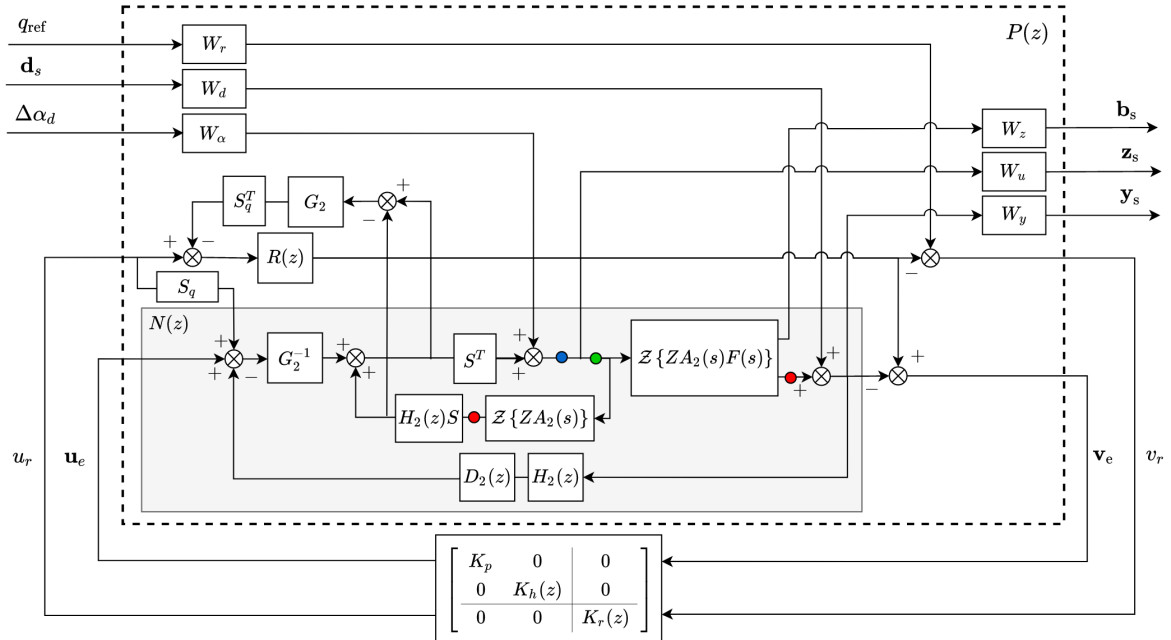 q_ref
W_r
P(z)
d_s
W_d
Δα_d
W_α
W_z
b_s
W_u
z_s
W_y
y_s
S_q^T
G_2
+
−
+
−
R(z)
−
S_q
N(z)
+
+
−
G_2^{-1}
+
+
S^T
+
+
𝒵{ZA_2(s)F(s)}
+
+
−
+
H_2(z)S
𝒵{ZA_2(s)}
D_2(z)
H_2(z)
u_r
u_e
v_e
v_r
K_p 0 0
0 K_h(z) 0
0 0 K_r(z)